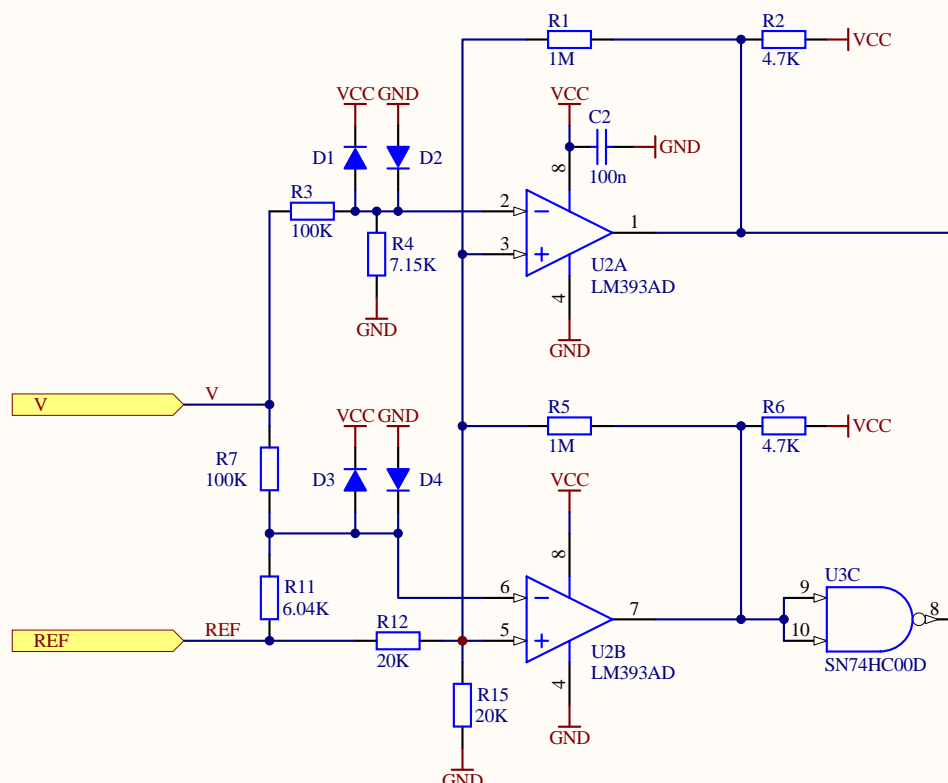 R1
1M
R2
4.7K
VCC
VCC
GND
VCC
C2
100n
GND
D1
D2
8
R3
100K
2
3
1
R4
7.15K
U2A
LM393AD
4
GND
GND
V
V
VCC
GND
R5
1M
R6
4.7K
VCC
R7
100K
D3
D4
VCC
8
R11
6.04K
6
5
7
U3C
9
10
8
SN74HC00D
REF
REF
R12
20K
U2B
LM393AD
4
R15
20K
GND
GND